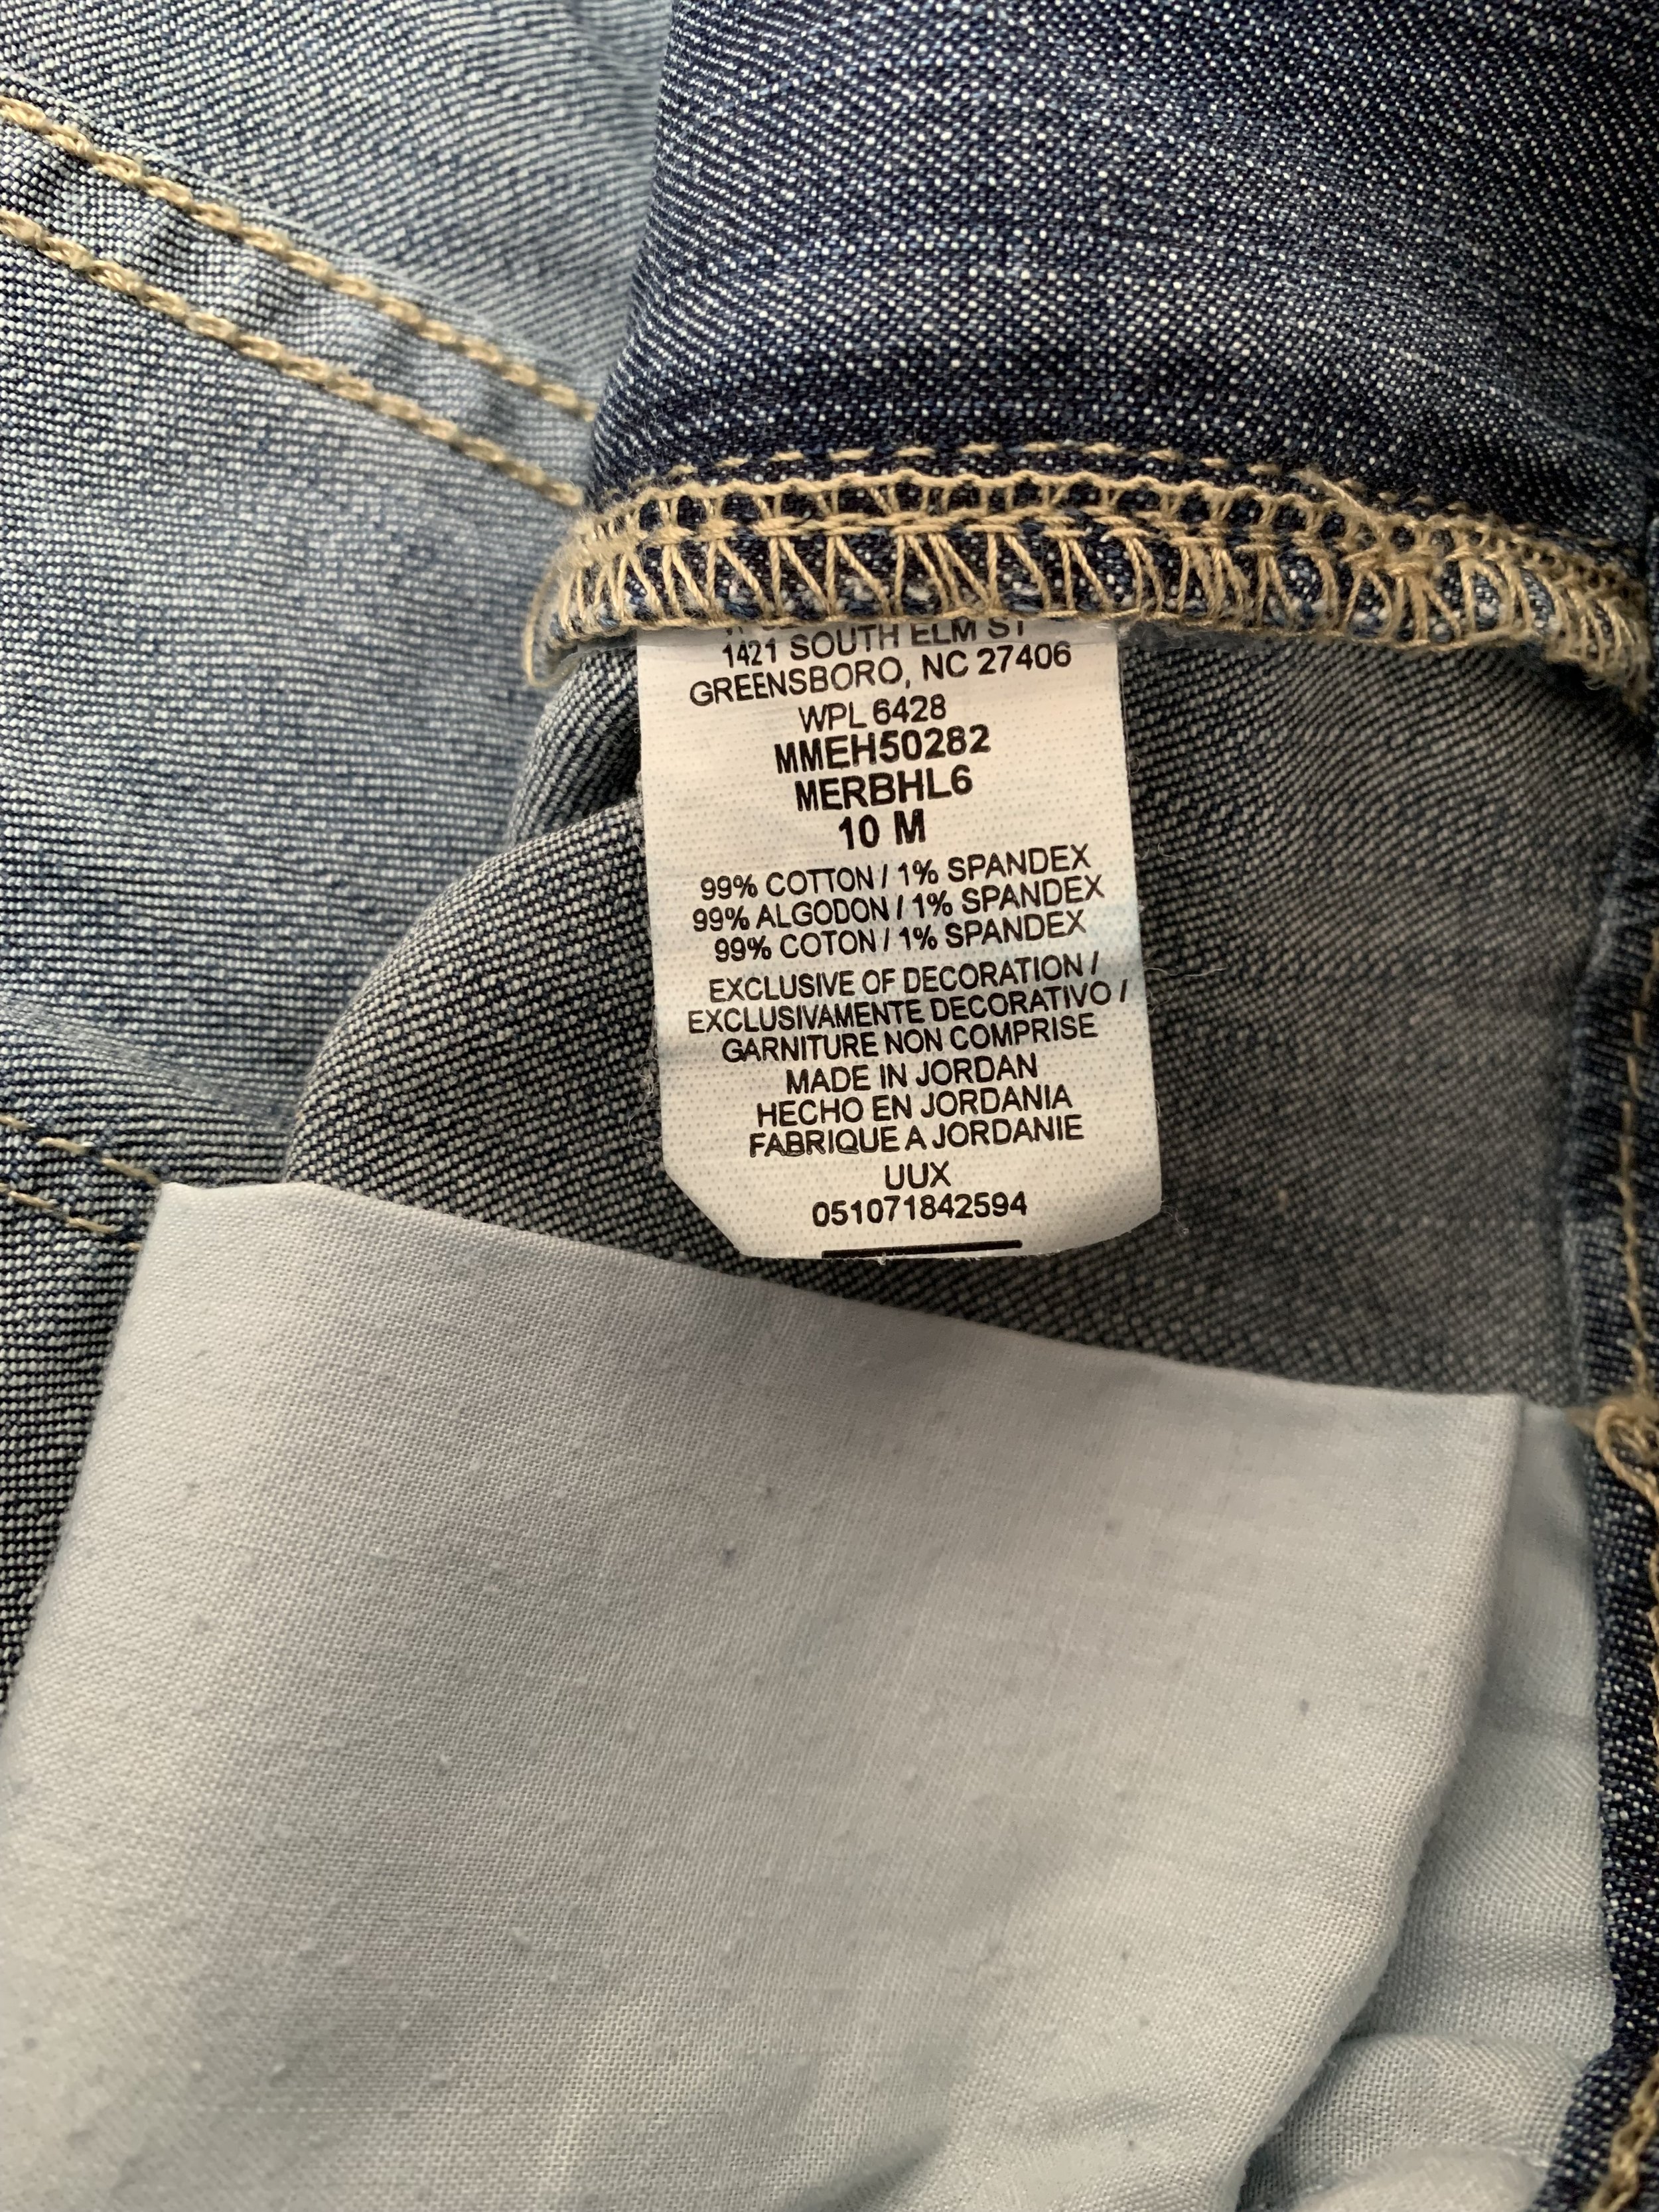 1421 SOUTH ELM ST
GREENSBORO, NC 27406
WPL 6428
MMEH50282
MERBHL6
10 M
99% COTTON / 1% SPANDEX
99% ALGODON / 1% SPANDEX
99% COTON / 1% SPANDEX
EXCLUSIVE OF DECORATION /
EXCLUSIVAMENTE DECORATIVO /
GARNITURE NON COMPRISE
MADE IN JORDAN
HECHO EN JORDANIA
FABRIQUE A JORDANIE
UUX
051071842594